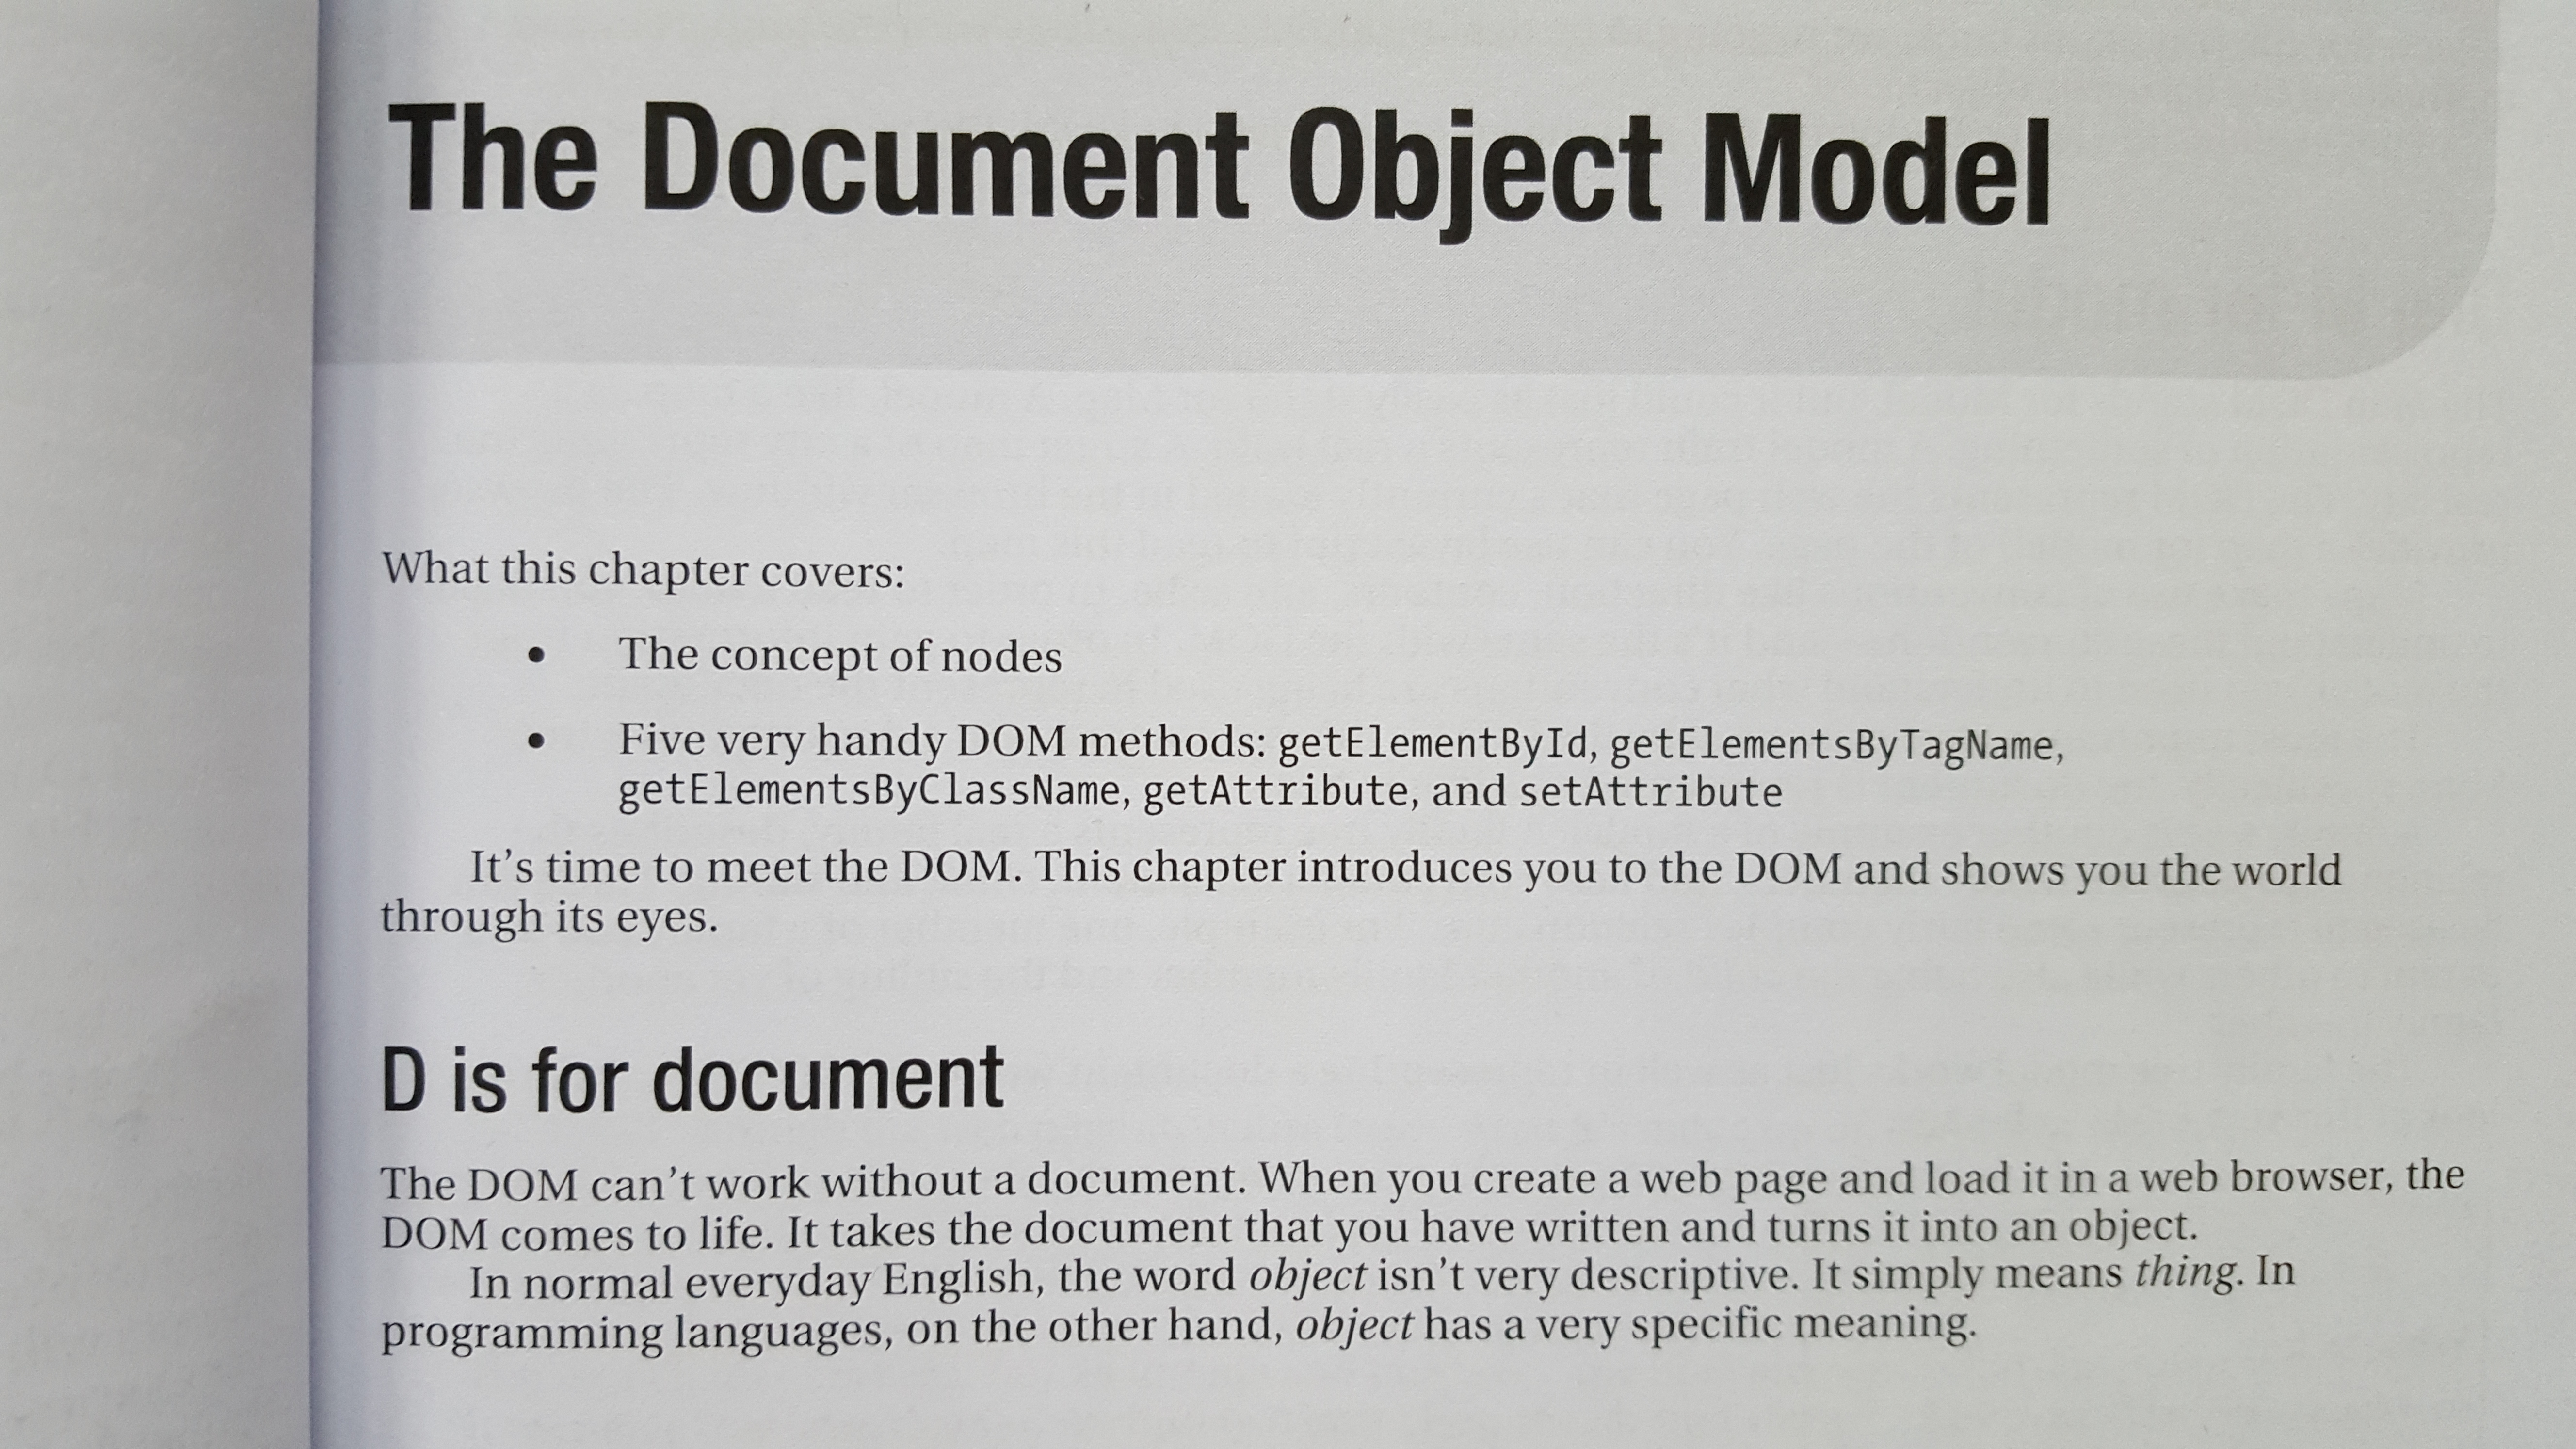 The Document Object Model
What this chapter covers:
• The concept of nodes
• Five very handy DOM methods: getElementById, getElementsByTagName,
getElementsByClassName, getAttribute, and setAttribute
It’s time to meet the DOM. This chapter introduces you to the DOM and shows you the world
through its eyes.
D is for document
The DOM can’t work without a document. When you create a web page and load it in a web browser, the
DOM comes to life. It takes the document that you have written and turns it into an object.
In normal everyday English, the word object isn’t very descriptive. It simply means thing. In
programming languages, on the other hand, object has a very specific meaning.